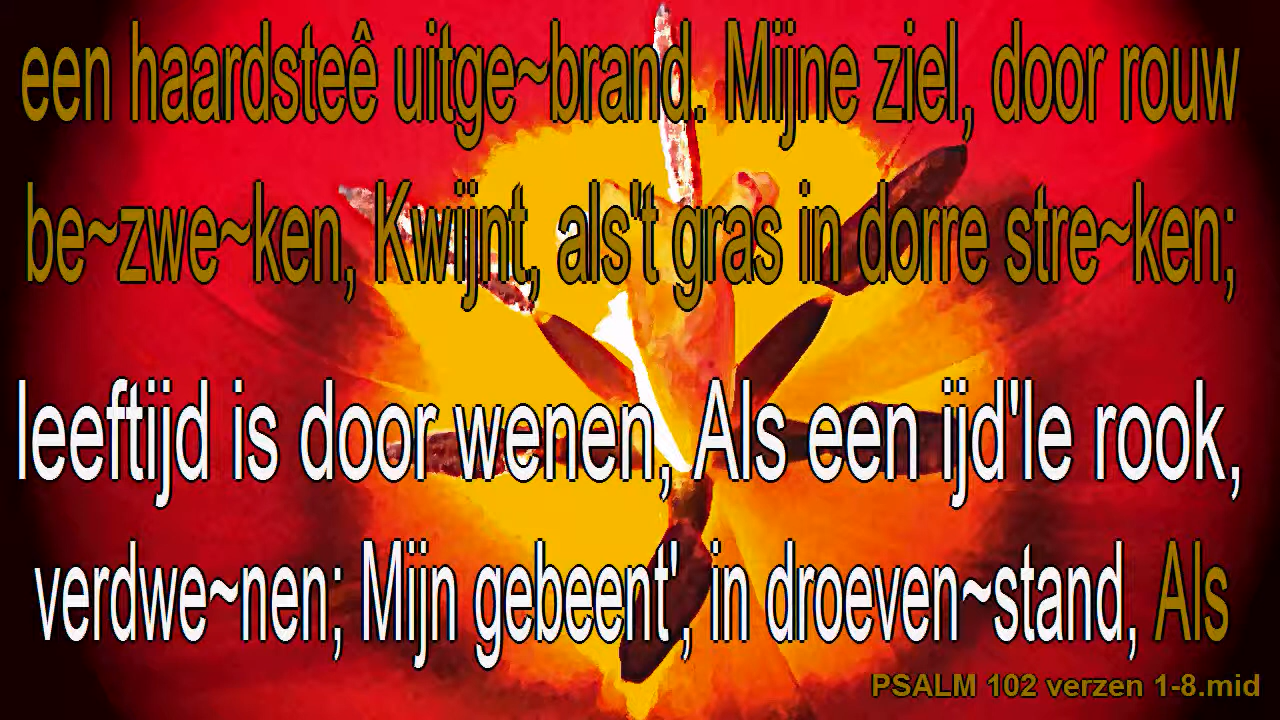 een haardsteê uitge~brand. Mijne ziel, door rouw
be~zwe~ken, Kwijnt, als't gras in dorre stre~ken;
leeftijd is door wenen, Als een ijd'le rook,
verdwe~nen; Mijn gebeent', in droeven~stand, Als
PSALM 102 verzen 1-8.mid